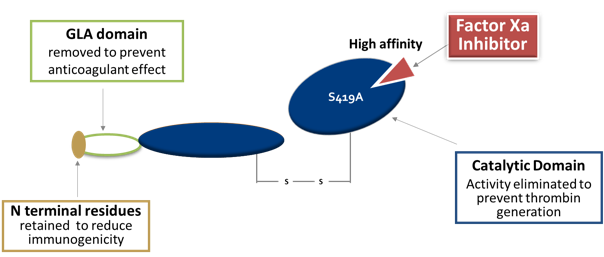 GLA domain
removed to prevent
anticoagulant effect
High affinity
Factor Xa
Inhibitor
S419A
s s
N terminal residues
retained to reduce
immunogenicity
Catalytic Domain
Activity eliminated to
prevent thrombin
generation